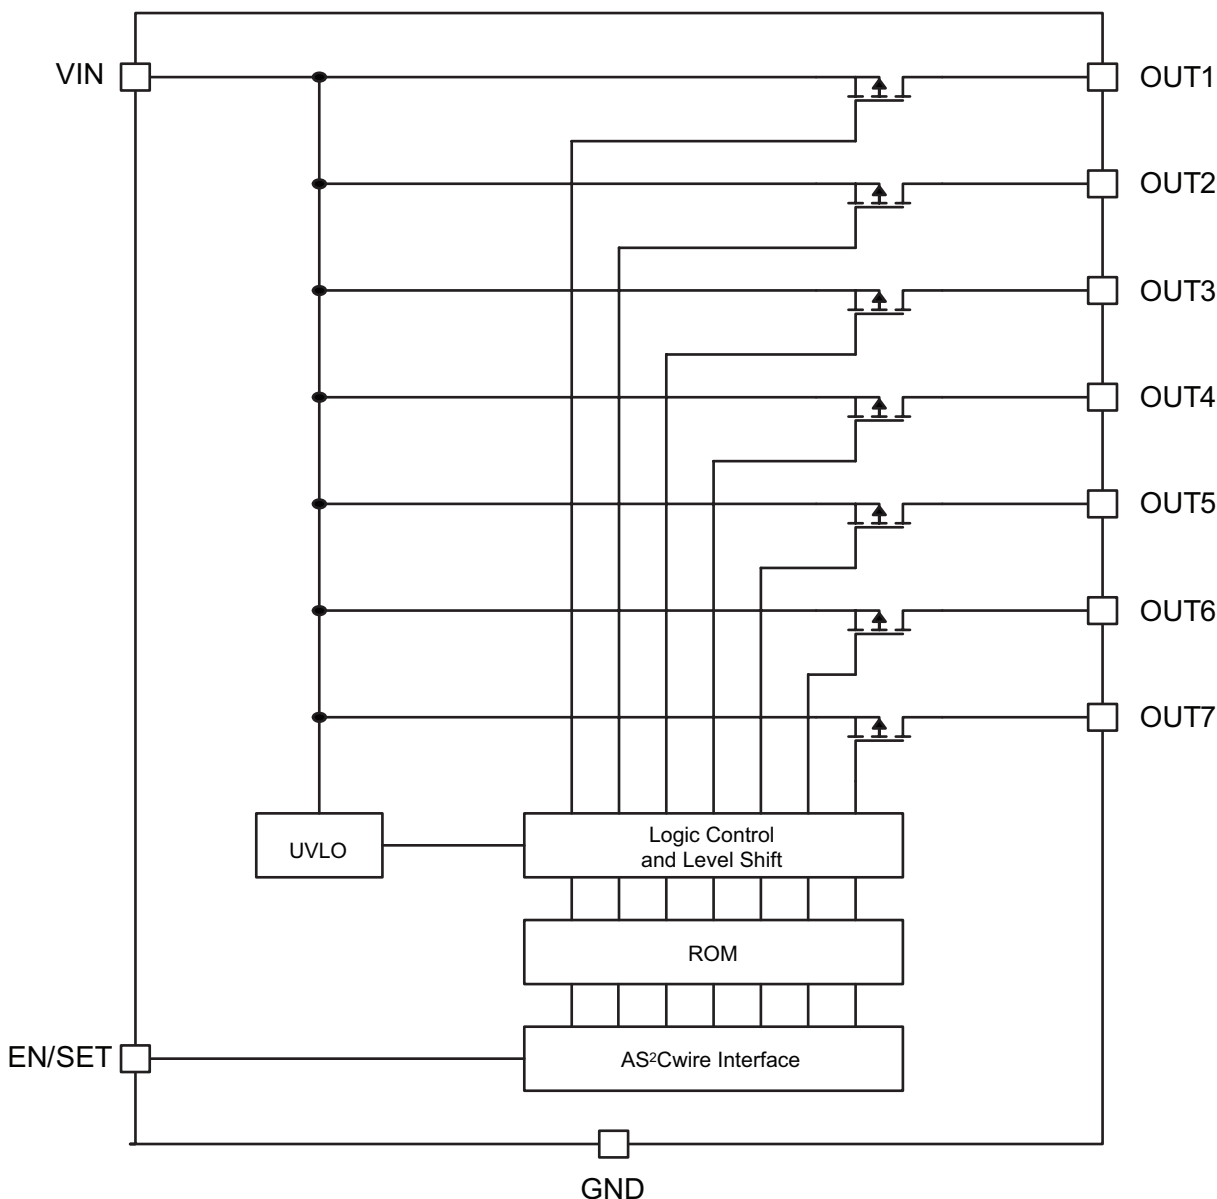 VIN
OUT1
OUT2
OUT3
OUT4
OUT5
OUT6
OUT7
UVLO
Logic Control
and Level Shift
ROM
EN/SET
AS²Cwire Interface
GND